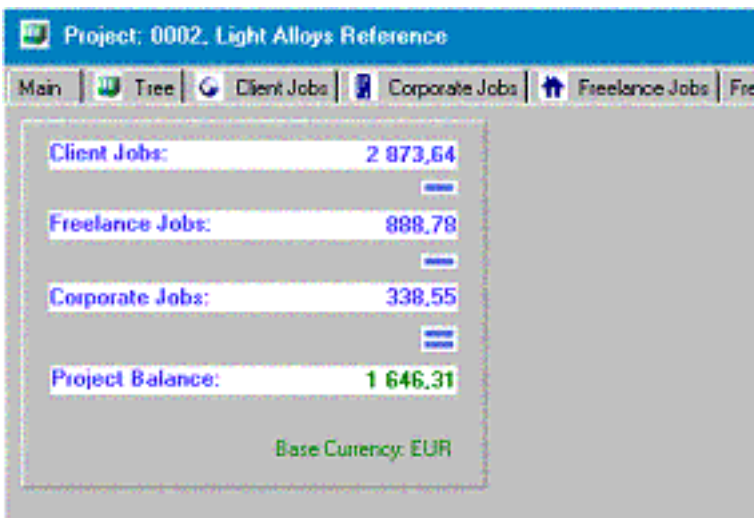 Project: 0002, Light Alloys Reference
Main Tree Client Jobs Corporate Jobs Freelance Jobs Fre
Client Jobs: 2 873,64
Freelance Jobs: 888,78
Corporate Jobs: 338,55
Project Balance: 1 646,31
Base Currency: EUR